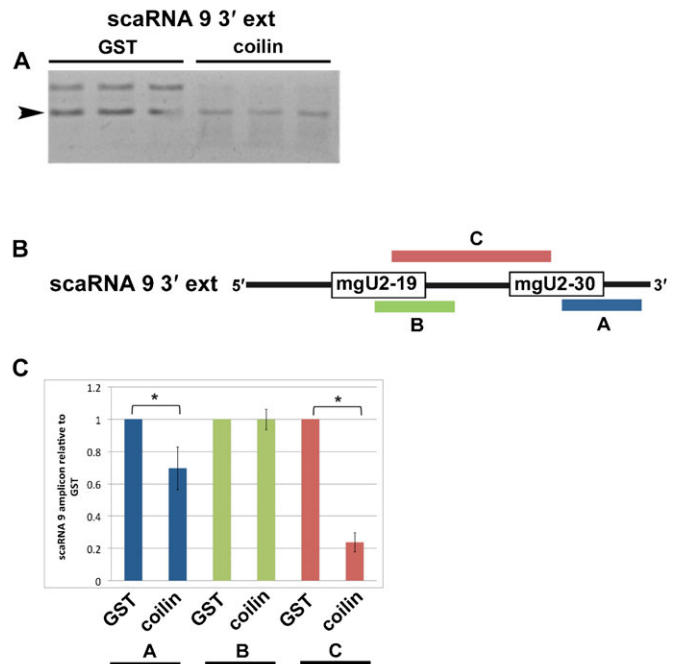 scaRNA 9 3′ ext
GST coilin
A
B
C
scaRNA 9 3′ ext 5′ mgU2-19 mgU2-30 3′
B A
C
scaRNA 9 amplicon relative to
GST
1.2
1
0.8
0.6
0.4
0.2
0
* *
GST coilin GST coilin GST coilin
A B C